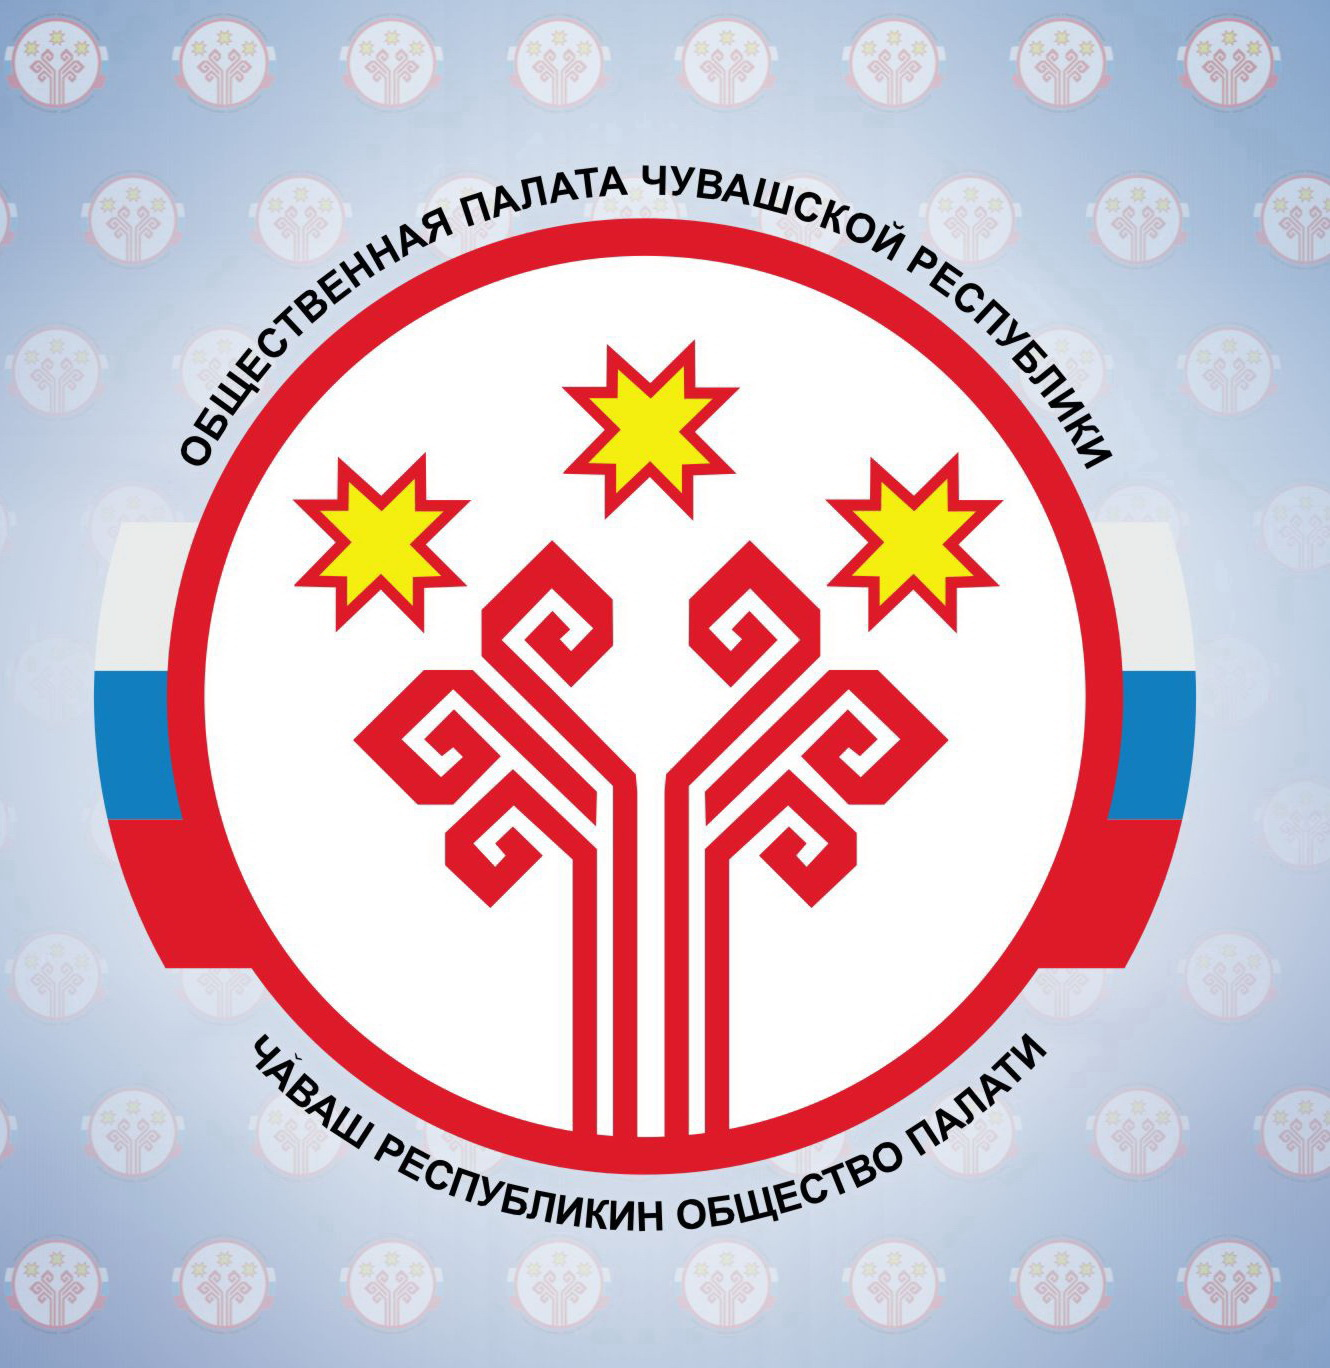 ОБЩЕСТВЕННАЯ ПАЛАТА ЧУВАШСКОЙ РЕСПУБЛИКИ
ЧӐВАШ РЕСПУБЛИКИН ОБЩЕСТВО ПАЛАТИ